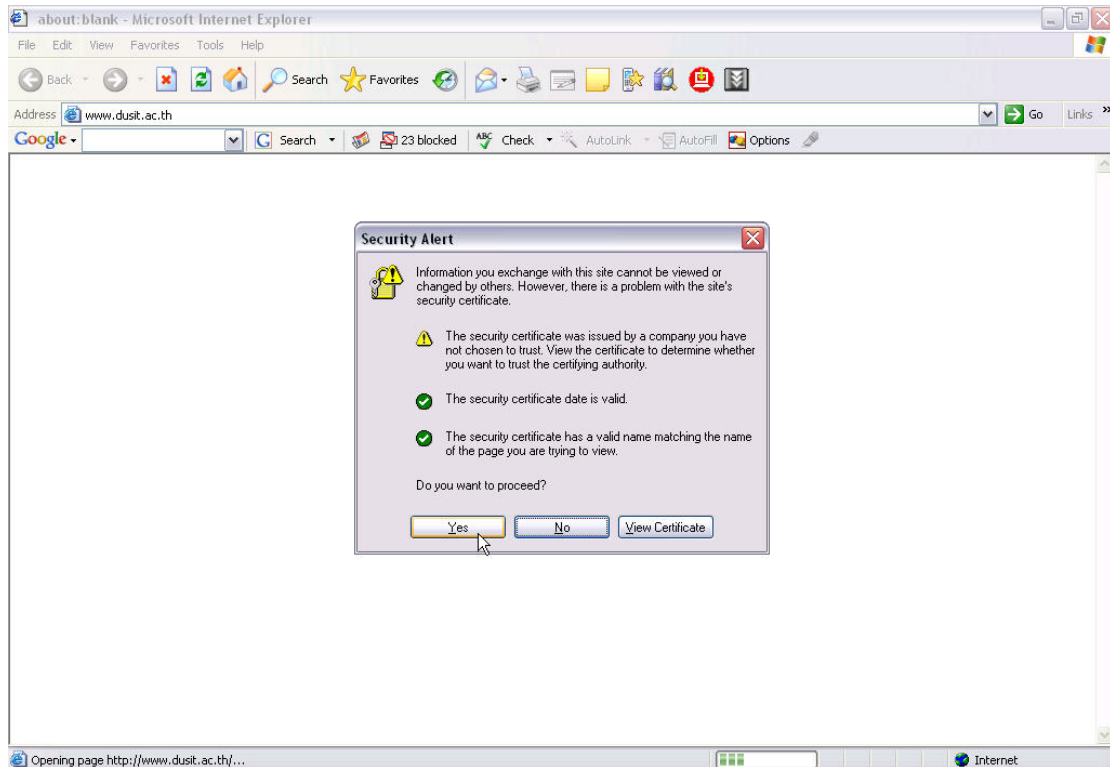 about:blank - Microsoft Internet Explorer
File Edit View Favorites Tools Help
Back Search Favorites
Address www.dusit.ac.th Go Links »
Google Search 23 blocked ABC Check AutoLink AutoFill Options
Security Alert
Information you exchange with this site cannot be viewed or
changed by others. However, there is a problem with the site's
security certificate.
The security certificate was issued by a company you have
not chosen to trust. View the certificate to determine whether
you want to trust the certifying authority.
The security certificate date is valid.
The security certificate has a valid name matching the name
of the page you are trying to view.
Do you want to proceed?
Yes No View Certificate
Opening page http://www.dusit.ac.th/... Internet